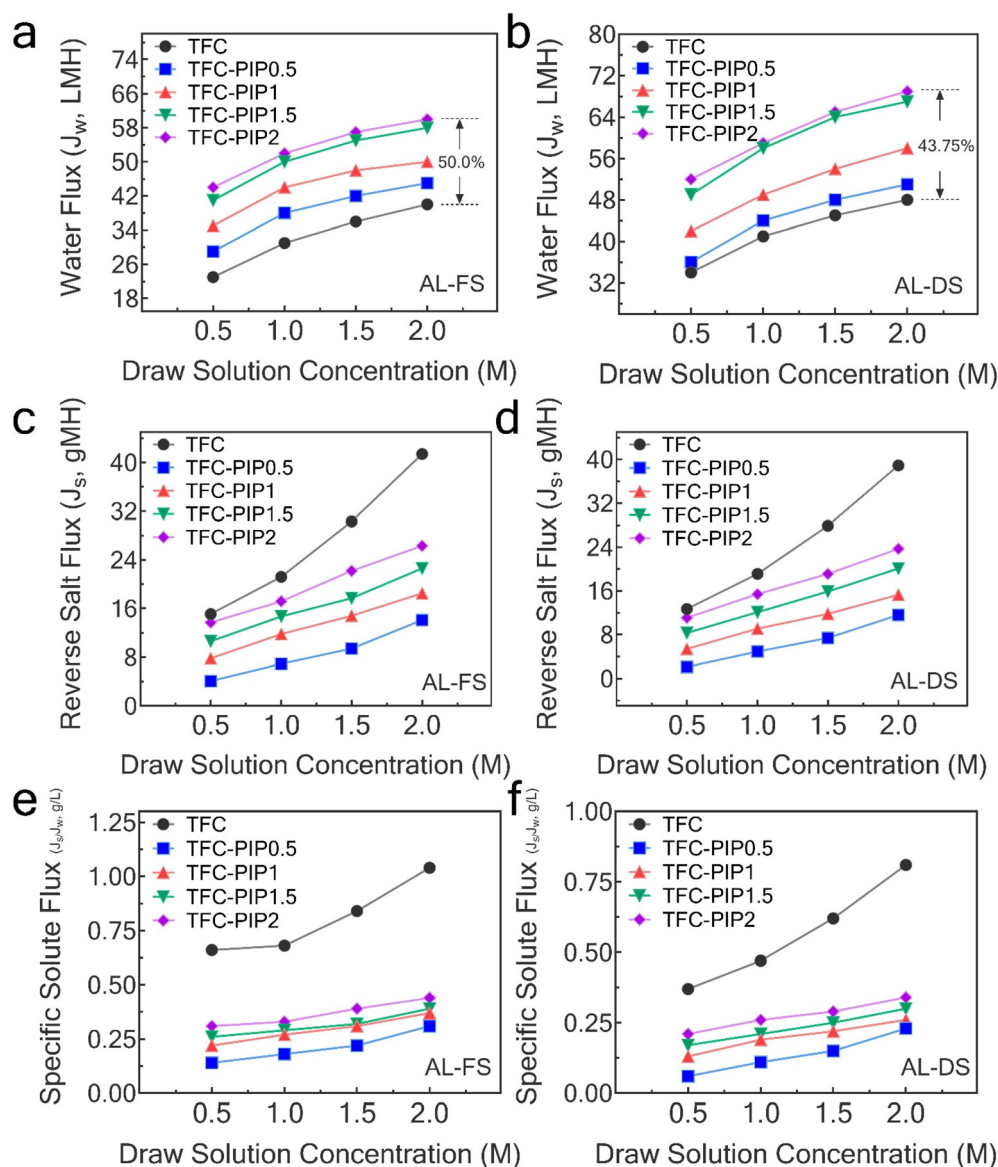 a
Water Flux (J_w, LMH)
74
66
58
50
42
34
26
18
TFC
TFC-PIP0.5
TFC-PIP1
TFC-PIP1.5
TFC-PIP2
50.0%
AL-FS
0.5 1.0 1.5 2.0
Draw Solution Concentration (M)
b
Water Flux (J_w, LMH)
80
72
64
56
48
40
32
TFC
TFC-PIP0.5
TFC-PIP1
TFC-PIP1.5
TFC-PIP2
43.75%
AL-DS
0.5 1.0 1.5 2.0
Draw Solution Concentration (M)
c
Reverse Salt Flux (J_s, gMH)
40
32
24
16
8
0
TFC
TFC-PIP0.5
TFC-PIP1
TFC-PIP1.5
TFC-PIP2
AL-FS
0.5 1.0 1.5 2.0
Draw Solution Concentration (M)
d
Reverse Salt Flux (J_s, gMH)
40
32
24
16
8
0
TFC
TFC-PIP0.5
TFC-PIP1
TFC-PIP1.5
TFC-PIP2
AL-DS
0.5 1.0 1.5 2.0
Draw Solution Concentration (M)
e
Specific Solute Flux (J_s/J_w, g/L)
1.25
1.00
0.75
0.50
0.25
0.00
TFC
TFC-PIP0.5
TFC-PIP1
TFC-PIP1.5
TFC-PIP2
AL-FS
0.5 1.0 1.5 2.0
Draw Solution Concentration (M)
f
Specific Solute Flux (J_s/J_w, g/L)
1.00
0.75
0.50
0.25
0.00
TFC
TFC-PIP0.5
TFC-PIP1
TFC-PIP1.5
TFC-PIP2
AL-DS
0.5 1.0 1.5 2.0
Draw Solution Concentration (M)